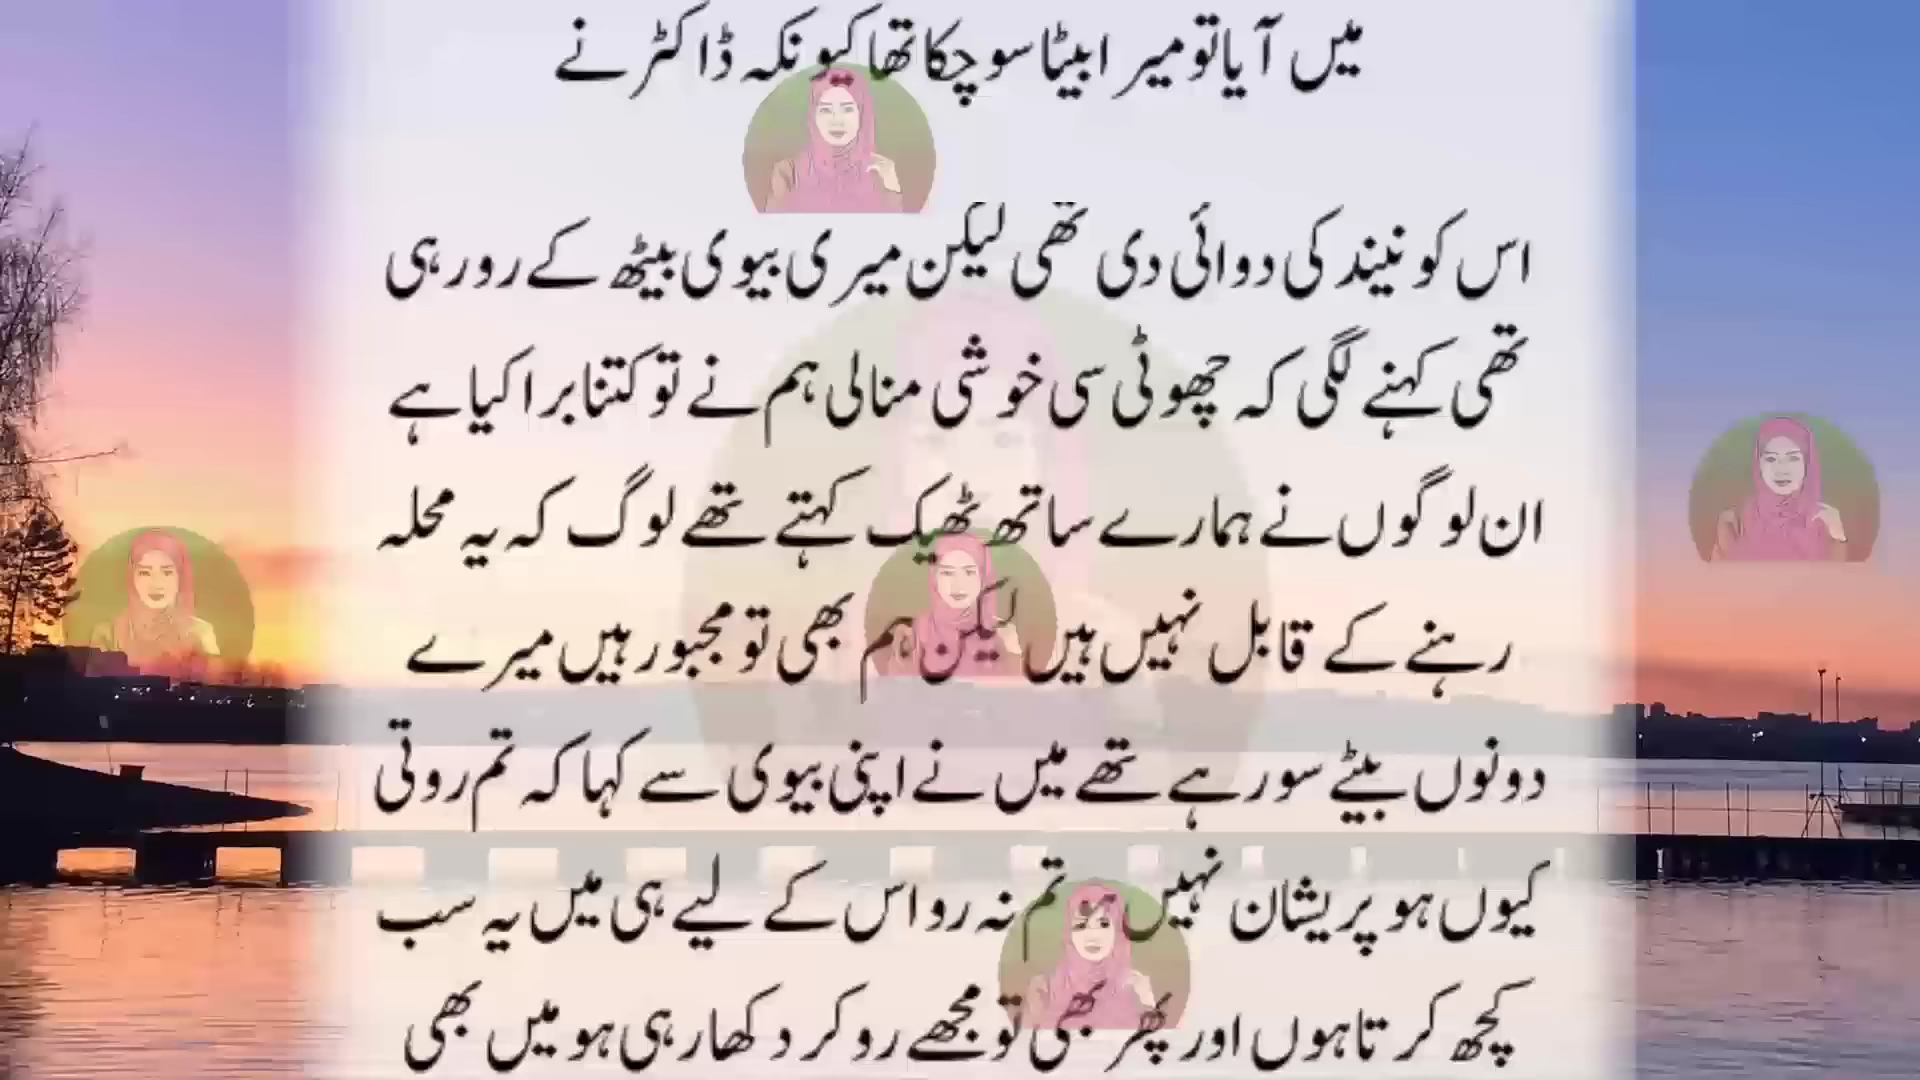 میں آیا تو میرا بیٹا سو چکا تھا کیونکہ ڈاکٹر نے
اس کو نیند کی دوائی دی تھی لیکن میری بیوی بیٹھ کے رو رہی
تھی کہنے لگی کہ چھوٹی سی خوشی منالی ہم نے تو کتنا برا کیا ہے
ان لوگوں نے ہمارے ساتھ ٹھیک کہتے تھے لوگ کہ یہ محلہ
رہنے کے قابل نہیں ہیں لیکن ہم بھی تو مجبور ہیں میرے
دونوں بیٹے سو رہے تھے میں نے اپنی بیوی سے کہا کہ تم روتی
کیوں ہو پریشان نہیں ہو تم نہ رو اس کے لیے ہی میں یہ سب
کچھ کرتا ہوں اور پھر بھی تو مجھے رو کر دکھا رہی ہو میں بھی